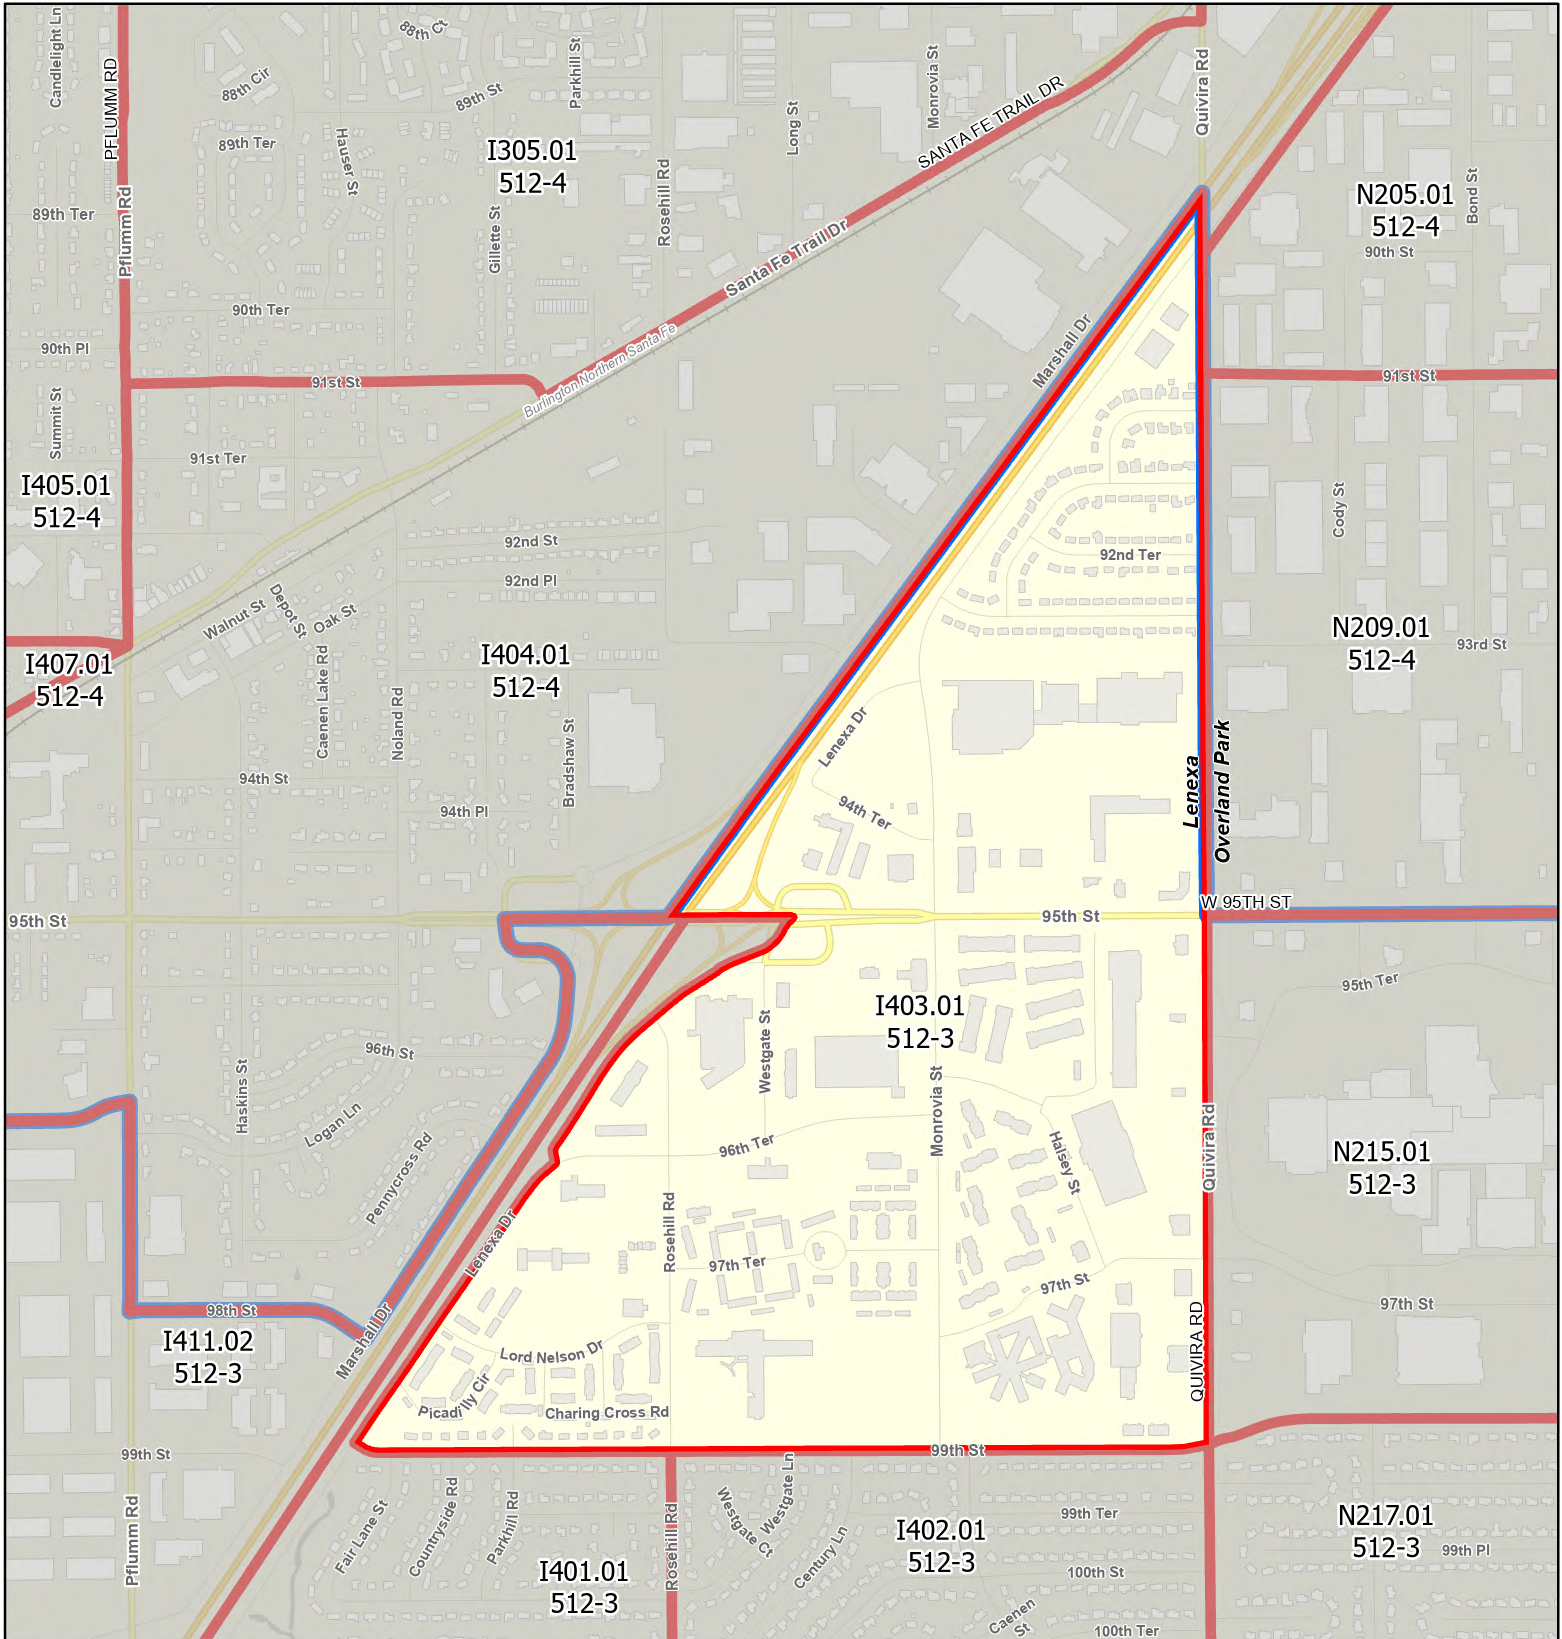 Candlelight Ln
PFLUMM RD
88th Ct
88th Cir
89th St
Parkhill St
Monrovia St
Long St
Quivira Rd
SANTA FE TRAIL DR
89th Ter
Hauser St
I305.01
512-4
Rosehill Rd
N205.01
512-4
Bond St
89th Ter
Pflumm Rd
Gillette St
Santa Fe Trail Dr
90th St
90th Ter
90th Pl
Burlington Northern Santa Fe
Marshall Dr
91st St
91st St
Summit St
91st Ter
I405.01
512-4
Cody St
92nd St
92nd Ter
92nd Pl
Walnut St
Depot St
Oak St
N209.01
512-4
93rd St
I407.01
512-4
Caenen Lake Rd
Noland Rd
I404.01
512-4
Bradshaw St
Lenexa Dr
Lenexa
Overland Park
94th St
94th Pl
94th Ter
W 95TH ST
95th St
95th St
95th Ter
I403.01
512-3
96th St
Westgate St
Haskins St
Logan Ln
Pennycross Rd
Monrovia St
96th Ter
Halsey St
Quivira Rd
N215.01
512-3
Lenexa Dr
Rosehill Rd
97th Ter
97th St
97th St
98th St
Marshall Dr
I411.02
512-3
Lord Nelson Dr
QUIVIRA RD
Picadilly Cir
Charing Cross Rd
99th St
99th St
Pflumm Rd
Fair Lane St
Countryside Rd
Parkhill Rd
Rosehill Rd
Westgate Ct
Westgate Ln
Century Ln
I402.01
512-3
99th Ter
N217.01
512-3
99th Pl
I401.01
512-3
100th St
Caenen
St
100th Ter